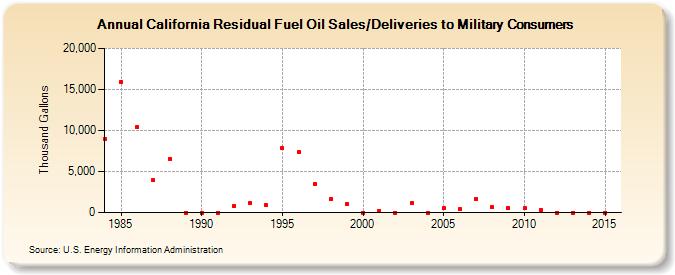 Annual California Residual Fuel Oil Sales/Deliveries to Military Consumers
Thousand Gallons
20,000
15,000
10,000
5,000
0
1985 1990 1995 2000 2005 2010 2015
Source: U.S. Energy Information Administration